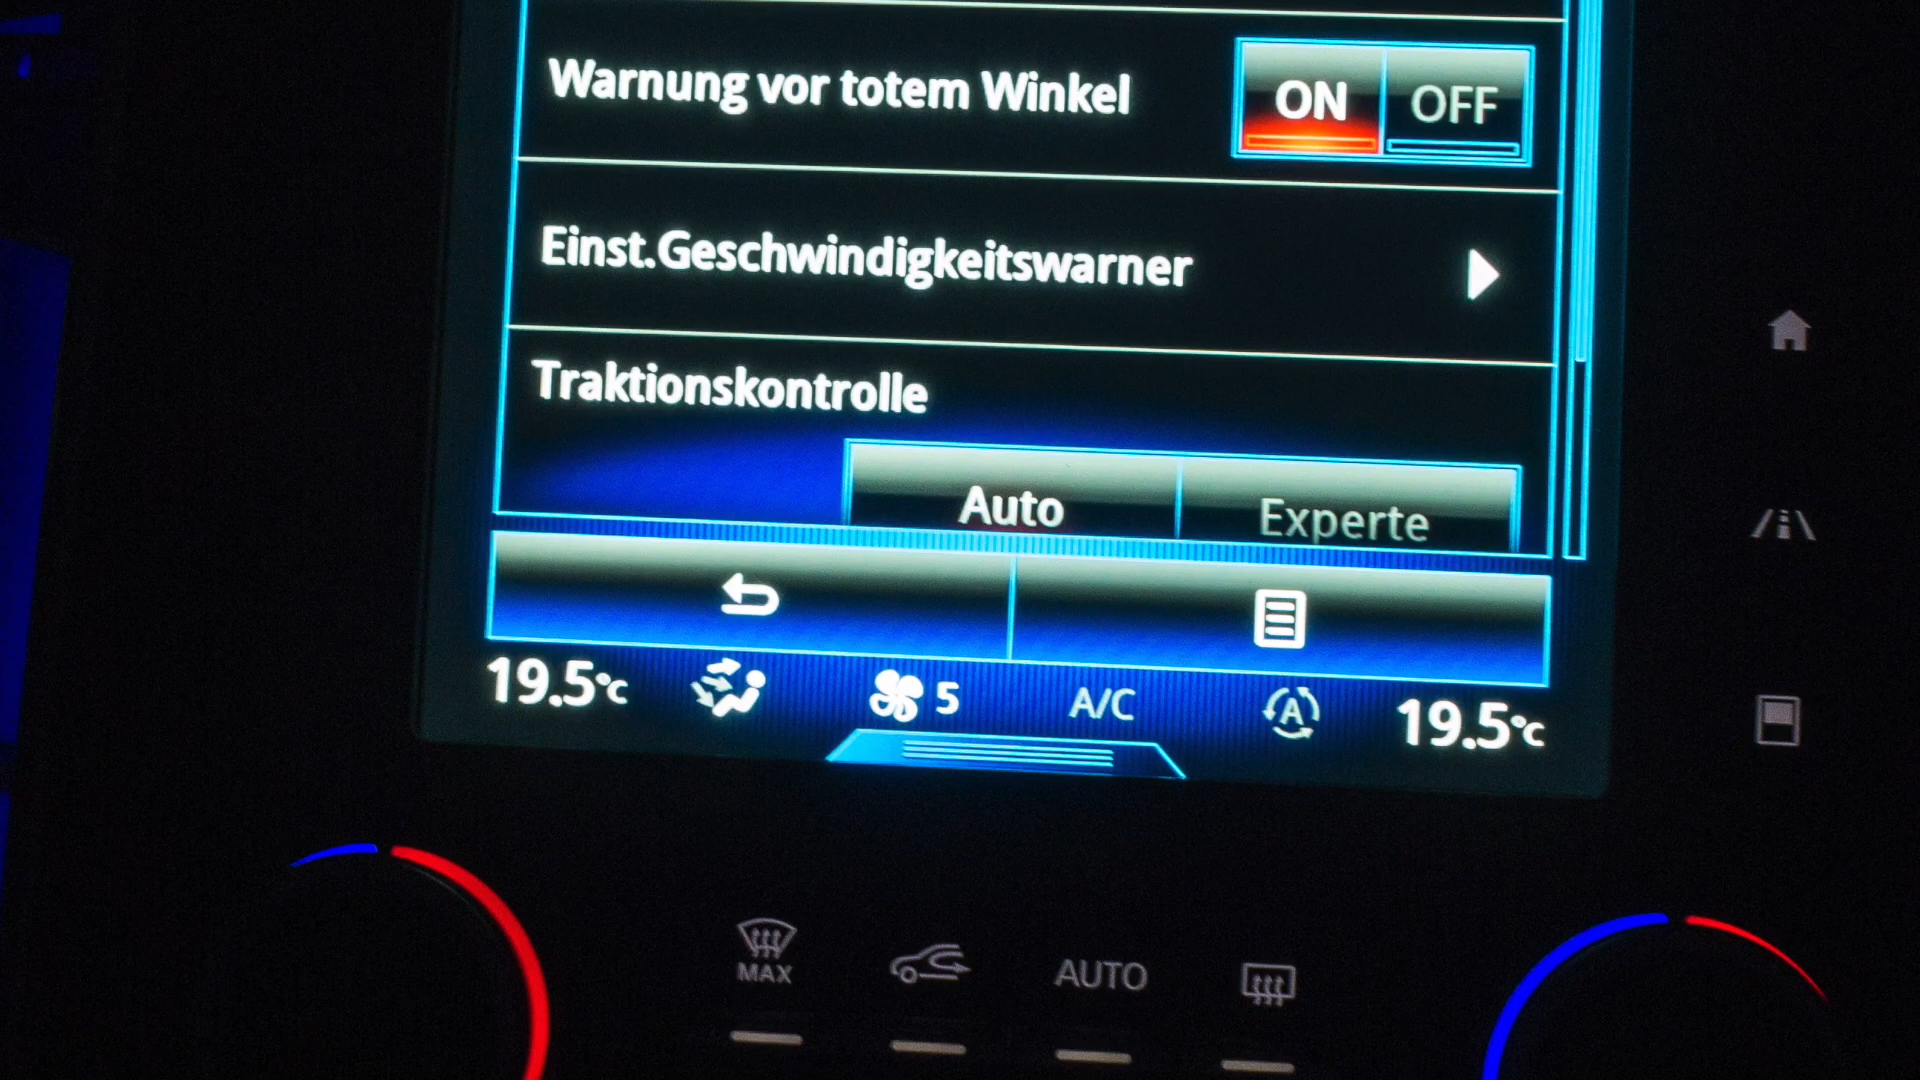 Warnung vor totem Winkel
ON OFF
Einst.Geschwindigkeitswarner
Traktionskontrolle
Auto Experte
19.5°C 5 A/C A 19.5°C
MAX AUTO